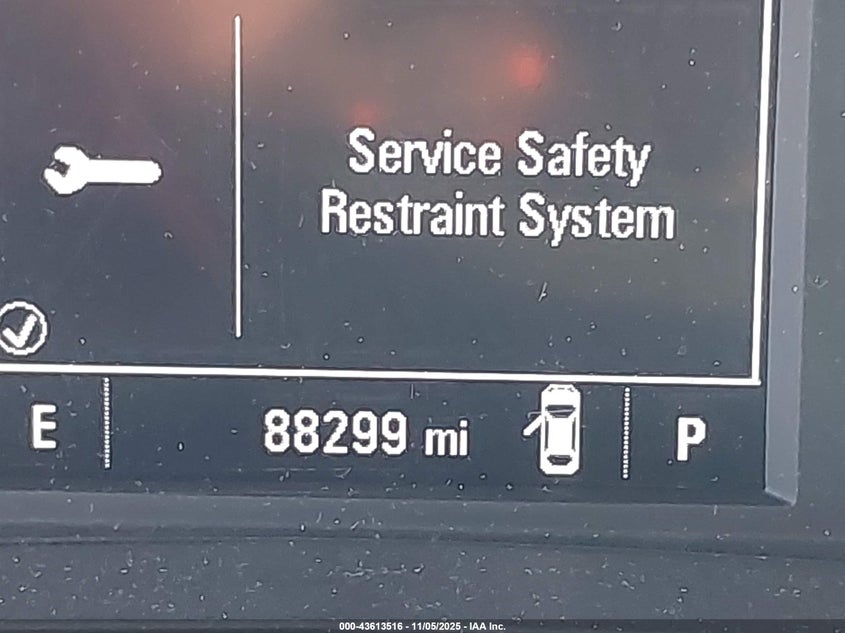 Service Safety
Restraint System
E
88299 mi
P
000-43613516 - 11/05/2025 - IAA Inc.